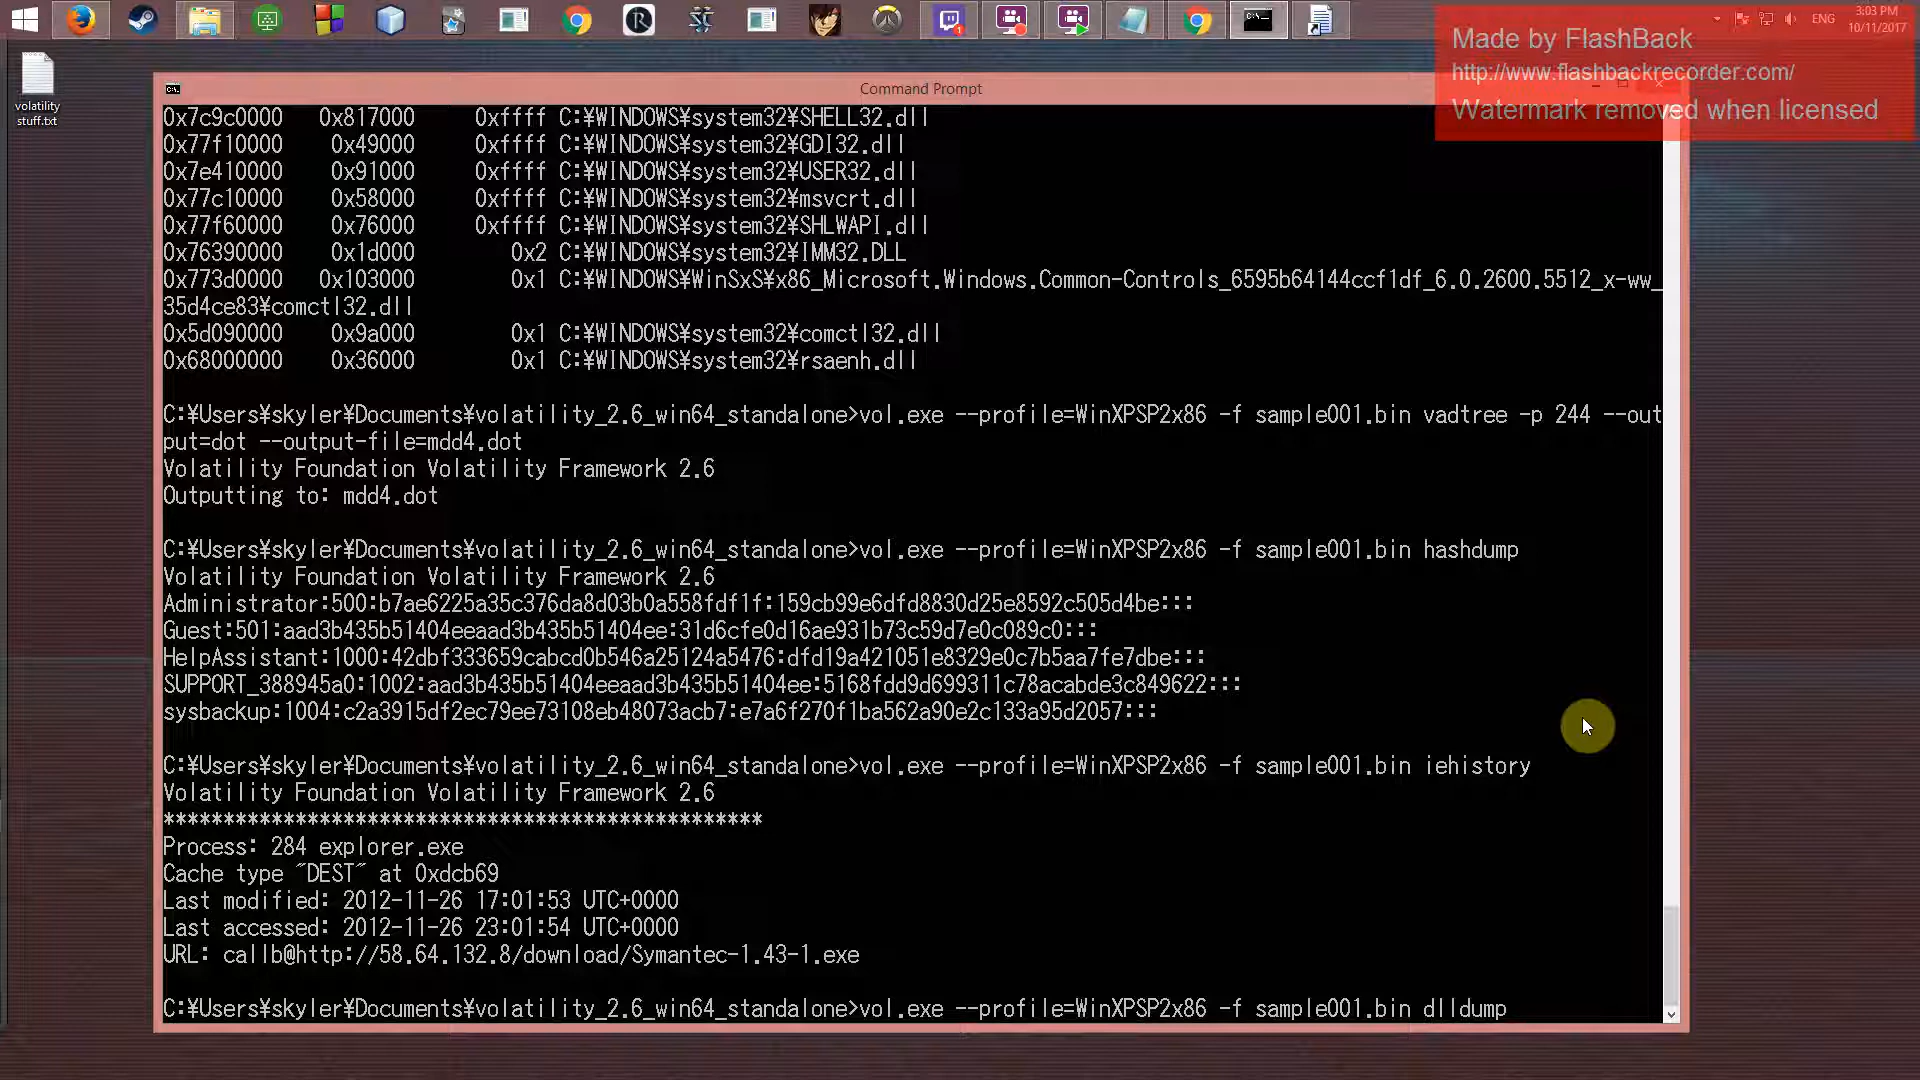 3:03 PM
ENG
10/11/2017
Made by FlashBack
http://www.flashbackrecorder.com/
Watermark removed when licensed
volatility
stuff.txt
Command Prompt
0x7c9c0000 0x817000 0xffff C:¥WINDOWS¥system32¥SHELL32.dll
0x77f10000 0x49000 0xffff C:¥WINDOWS¥system32¥GDI32.dll
0x7e410000 0x91000 0xffff C:¥WINDOWS¥system32¥USER32.dll
0x77c10000 0x58000 0xffff C:¥WINDOWS¥system32¥msvcrt.dll
0x77f60000 0x76000 0xffff C:¥WINDOWS¥system32¥SHLWAPI.dll
0x76390000 0x1d000 0x2 C:¥WINDOWS¥system32¥IMM32.DLL
0x773d0000 0x103000 0x1 C:¥WINDOWS¥WinSxS¥x86_Microsoft.Windows.Common-Controls_6595b64144ccf1df_6.0.2600.5512_x-ww_
35d4ce83¥comctl32.dll
0x5d090000 0x9a000 0x1 C:¥WINDOWS¥system32¥comctl32.dll
0x68000000 0x36000 0x1 C:¥WINDOWS¥system32¥rsaenh.dll
C:¥Users¥skyler¥Documents¥volatility_2.6_win64_standalone>vol.exe --profile=WinXPSP2x86 -f sample001.bin vadtree -p 244 --out
put=dot --output-file=mdd4.dot
Volatility Foundation Volatility Framework 2.6
Outputting to: mdd4.dot
C:¥Users¥skyler¥Documents¥volatility_2.6_win64_standalone>vol.exe --profile=WinXPSP2x86 -f sample001.bin hashdump
Volatility Foundation Volatility Framework 2.6
Administrator:500:b7ae6225a35c376da8d03b0a558fdf1f:159cb99e6dfd8830d25e8592c505d4be:::
Guest:501:aad3b435b51404eeaad3b435b51404ee:31d6cfe0d16ae931b73c59d7e0c089c0:::
HelpAssistant:1000:42dbf333659cabcd0b546a25124a5476:dfd19a421051e8329e0c7b5aa7fe7dbe:::
SUPPORT_388945a0:1002:aad3b435b51404eeaad3b435b51404ee:5168fdd9d699311c78acabde3c849622:::
sysbackup:1004:c2a3915df2ec79ee73108eb48073acb7:e7a6f270f1ba562a90e2c133a95d2057:::
C:¥Users¥skyler¥Documents¥volatility_2.6_win64_standalone>vol.exe --profile=WinXPSP2x86 -f sample001.bin iehistory
Volatility Foundation Volatility Framework 2.6
**************************************************
Process: 284 explorer.exe
Cache type "DEST" at 0xdcb69
Last modified: 2012-11-26 17:01:53 UTC+0000
Last accessed: 2012-11-26 23:01:54 UTC+0000
URL: callb@http://58.64.132.8/download/Symantec-1.43-1.exe
C:¥Users¥skyler¥Documents¥volatility_2.6_win64_standalone>vol.exe --profile=WinXPSP2x86 -f sample001.bin dlldump